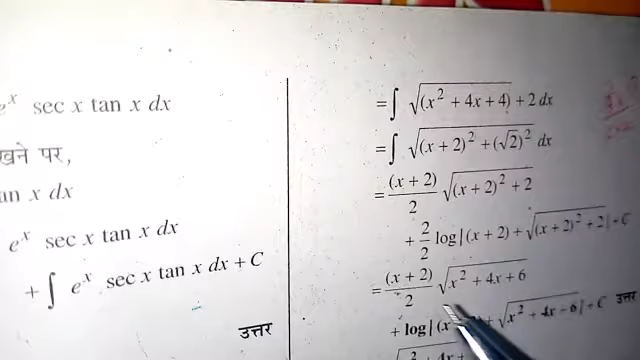 e^x sec x tan x dx
खने पर,
an x dx
e^x sec x tan x dx
+ ∫ e^x sec x tan x dx + C
उत्तर
= ∫ √(x² + 4x + 4) + 2 dx
= ∫ √(x + 2)² + (√2)² dx
= (x + 2)/2 √(x + 2)² + 2
+ 2/2 log |(x + 2) + √(x + 2)² + 2| + C
= (x + 2)/2 √x² + 4x + 6
+ log |(x + √x² + 4x + 6| + C उत्तर